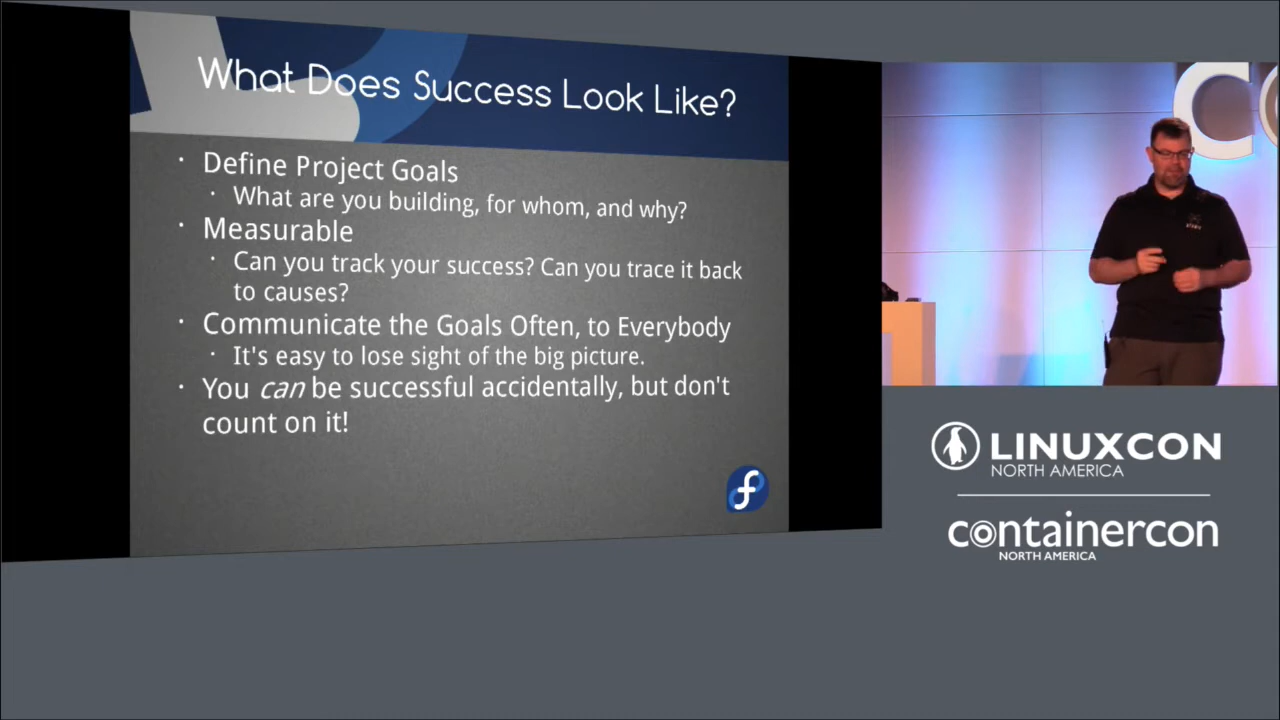 What Does Success Look Like?
· Define Project Goals
· What are you building, for whom, and why?
· Measurable
· Can you track your success? Can you trace it back
to causes?
· Communicate the Goals Often, to Everybody
· It's easy to lose sight of the big picture.
· You can be successful accidentally, but don't
count on it!
LINUXCON
NORTH AMERICA
containercon
NORTH AMERICA